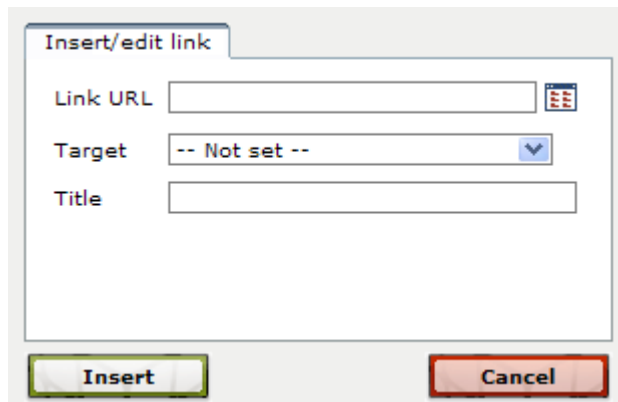 Insert/edit link
Link URL
Target -- Not set --
Title
Insert Cancel